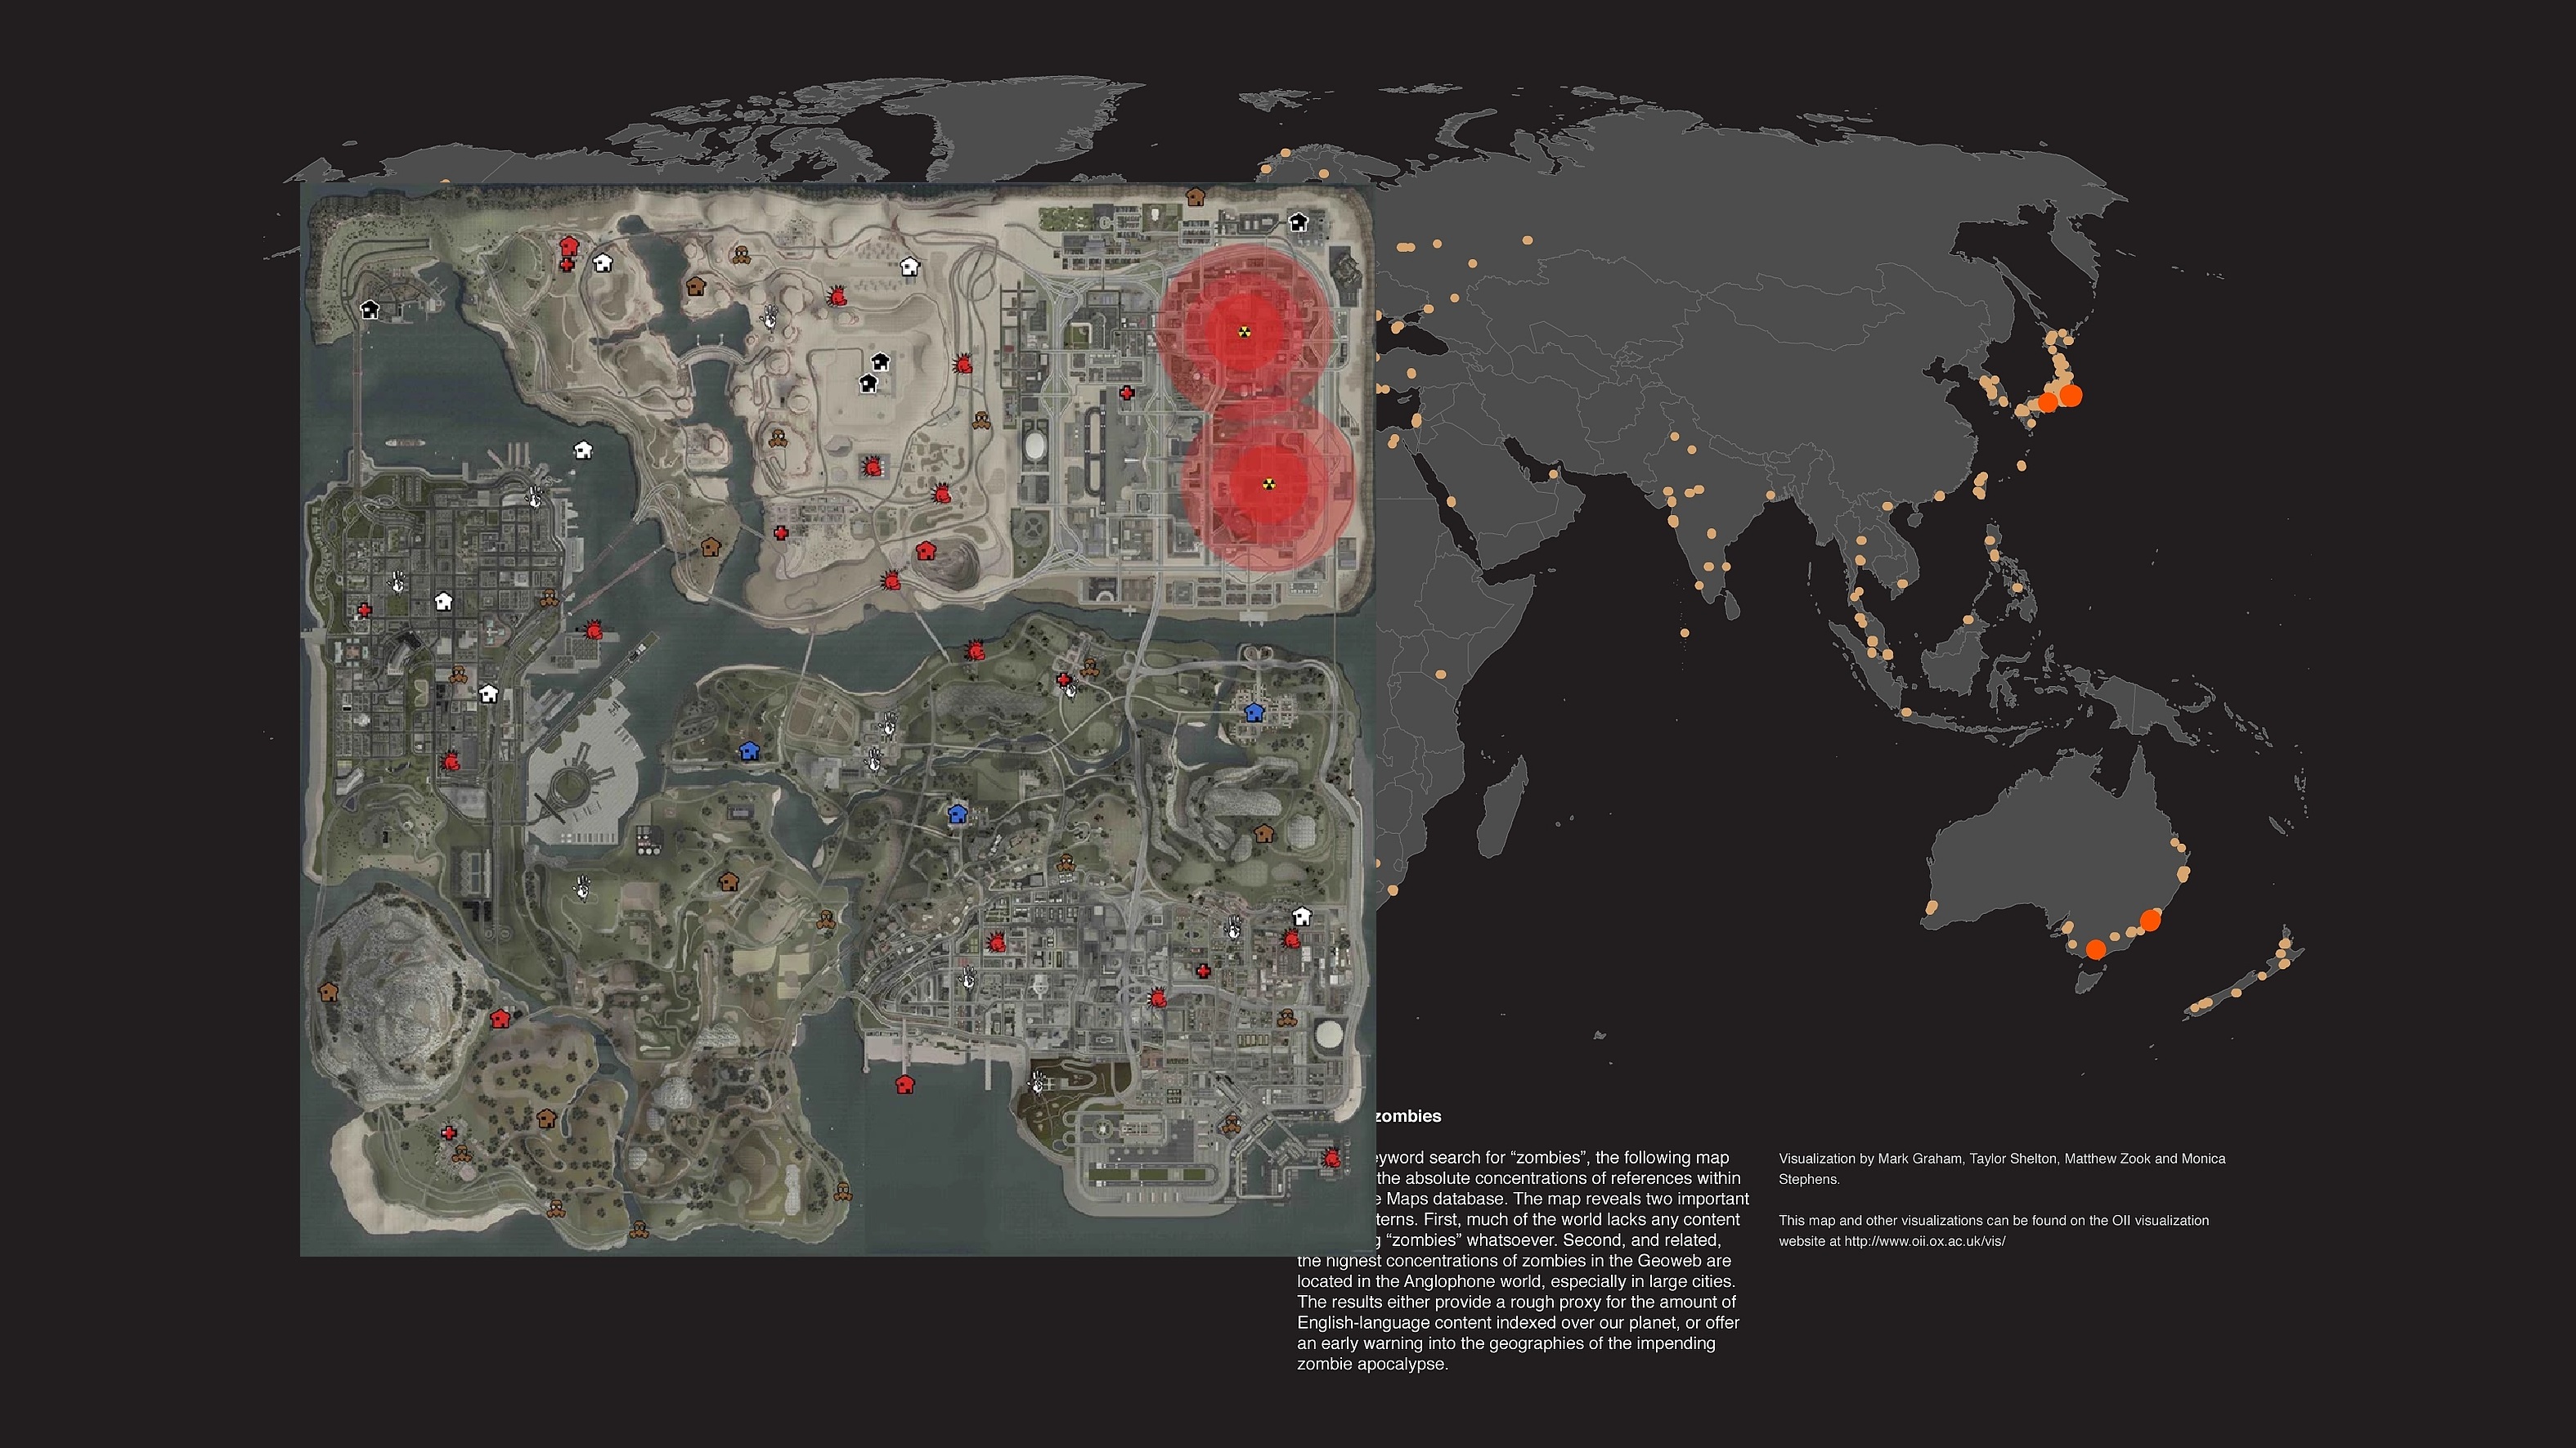 zombies
eyword search for “zombies”, the following map
the absolute concentrations of references within
e Maps database. The map reveals two important
terns. First, much of the world lacks any content
g “zombies” whatsoever. Second, and related,
the highest concentrations of zombies in the Geoweb are
located in the Anglophone world, especially in large cities.
The results either provide a rough proxy for the amount of
English-language content indexed over our planet, or offer
an early warning into the geographies of the impending
zombie apocalypse.
Visualization by Mark Graham, Taylor Shelton, Matthew Zook and Monica
Stephens.
This map and other visualizations can be found on the OII visualization
website at http://www.oii.ox.ac.uk/vis/